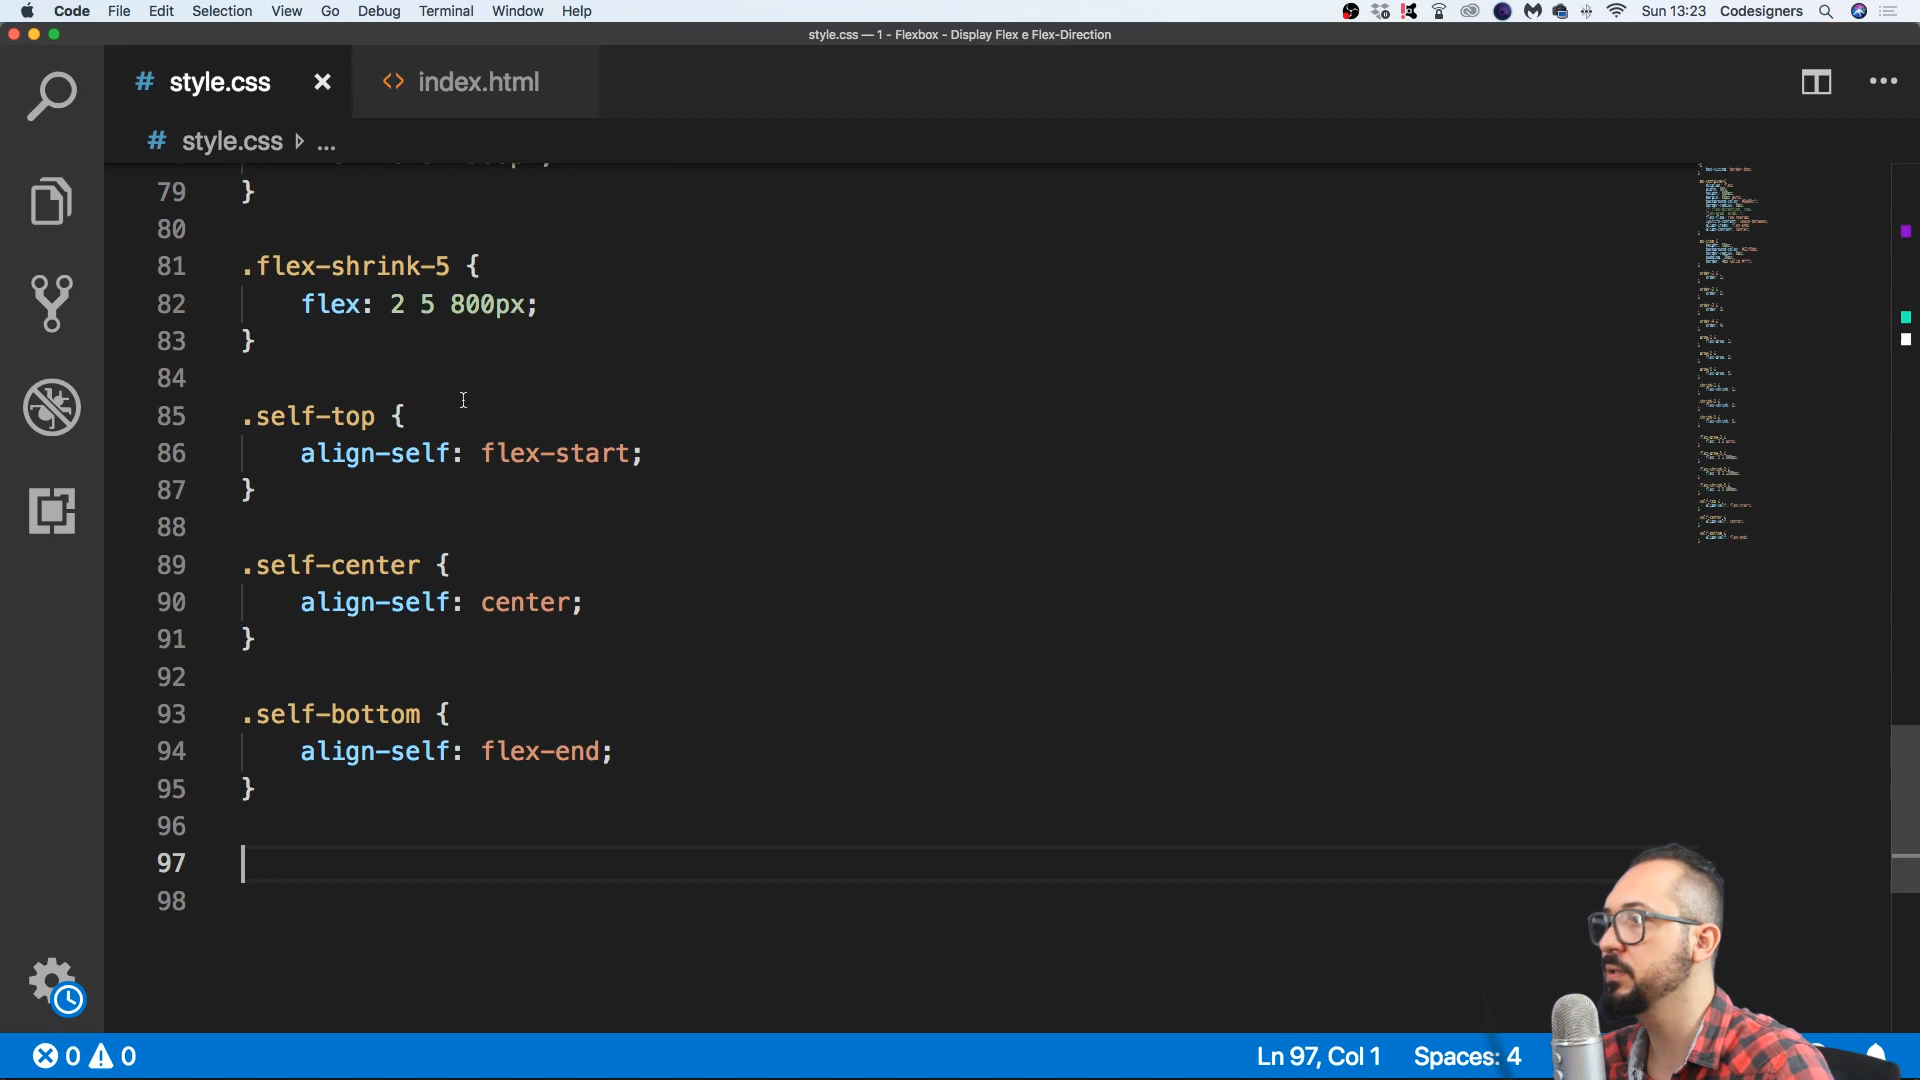 Code File Edit Selection View Go Debug Terminal Window Help Sun 13:23 Codesigners
style.css — 1 - Flexbox - Display Flex e Flex-Direction
# style.css × <> index.html ...
# style.css > ...
79 }
80
81 .flex-shrink-5 {
82 flex: 2 5 800px;
83 }
84
85 .self-top {
86 align-self: flex-start;
87 }
88
89 .self-center {
90 align-self: center;
91 }
92
93 .self-bottom {
94 align-self: flex-end;
95 }
96
97
98
0 0 Ln 97, Col 1 Spaces: 4